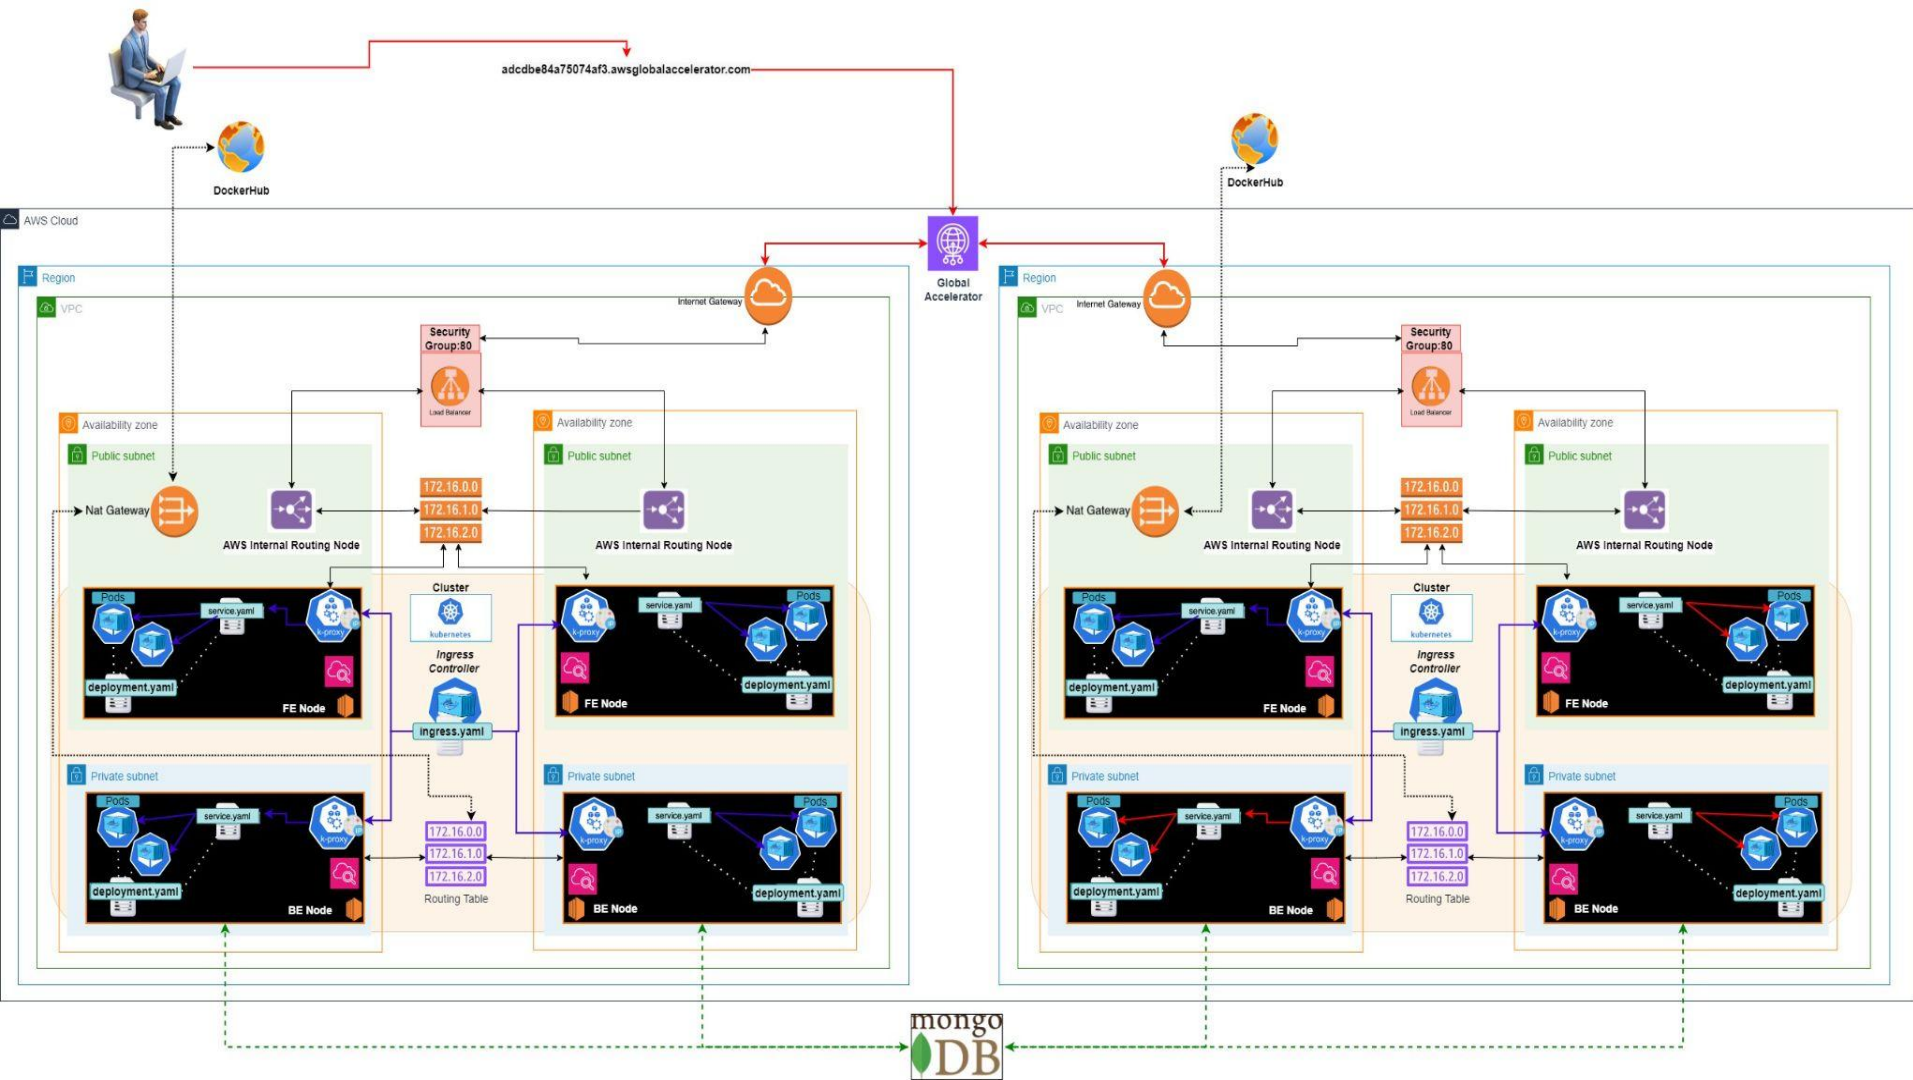 adcdbe84a75074af3.awsglobalaccelerator.com
DockerHub
DockerHub
AWS Cloud
Global
Accelerator
Region
VPC
Internet Gateway
Security
Group:80
Load Balancer
Availability zone
Public subnet
Nat Gateway
AWS Internal Routing Node
172.16.0.0
172.16.1.0
172.16.2.0
Availability zone
Public subnet
AWS Internal Routing Node
Pods
service.yaml
k-proxy
deployment.yaml
FE Node
Cluster
kubernetes
Ingress
Controller
ingress.yaml
k-proxy
service.yaml
Pods
deployment.yaml
FE Node
Private subnet
Pods
service.yaml
k-proxy
deployment.yaml
BE Node
172.16.0.0
172.16.1.0
172.16.2.0
Routing Table
Private subnet
k-proxy
service.yaml
Pods
deployment.yaml
BE Node
Region
VPC
Internet Gateway
Security
Group:80
Load Balancer
Availability zone
Public subnet
Nat Gateway
AWS Internal Routing Node
172.16.0.0
172.16.1.0
172.16.2.0
Availability zone
Public subnet
AWS Internal Routing Node
Pods
service.yaml
k-proxy
deployment.yaml
FE Node
Cluster
kubernetes
Ingress
Controller
ingress.yaml
k-proxy
service.yaml
Pods
deployment.yaml
FE Node
Private subnet
Pods
service.yaml
k-proxy
deployment.yaml
BE Node
172.16.0.0
172.16.1.0
172.16.2.0
Routing Table
Private subnet
k-proxy
service.yaml
Pods
deployment.yaml
BE Node
mongo
DB